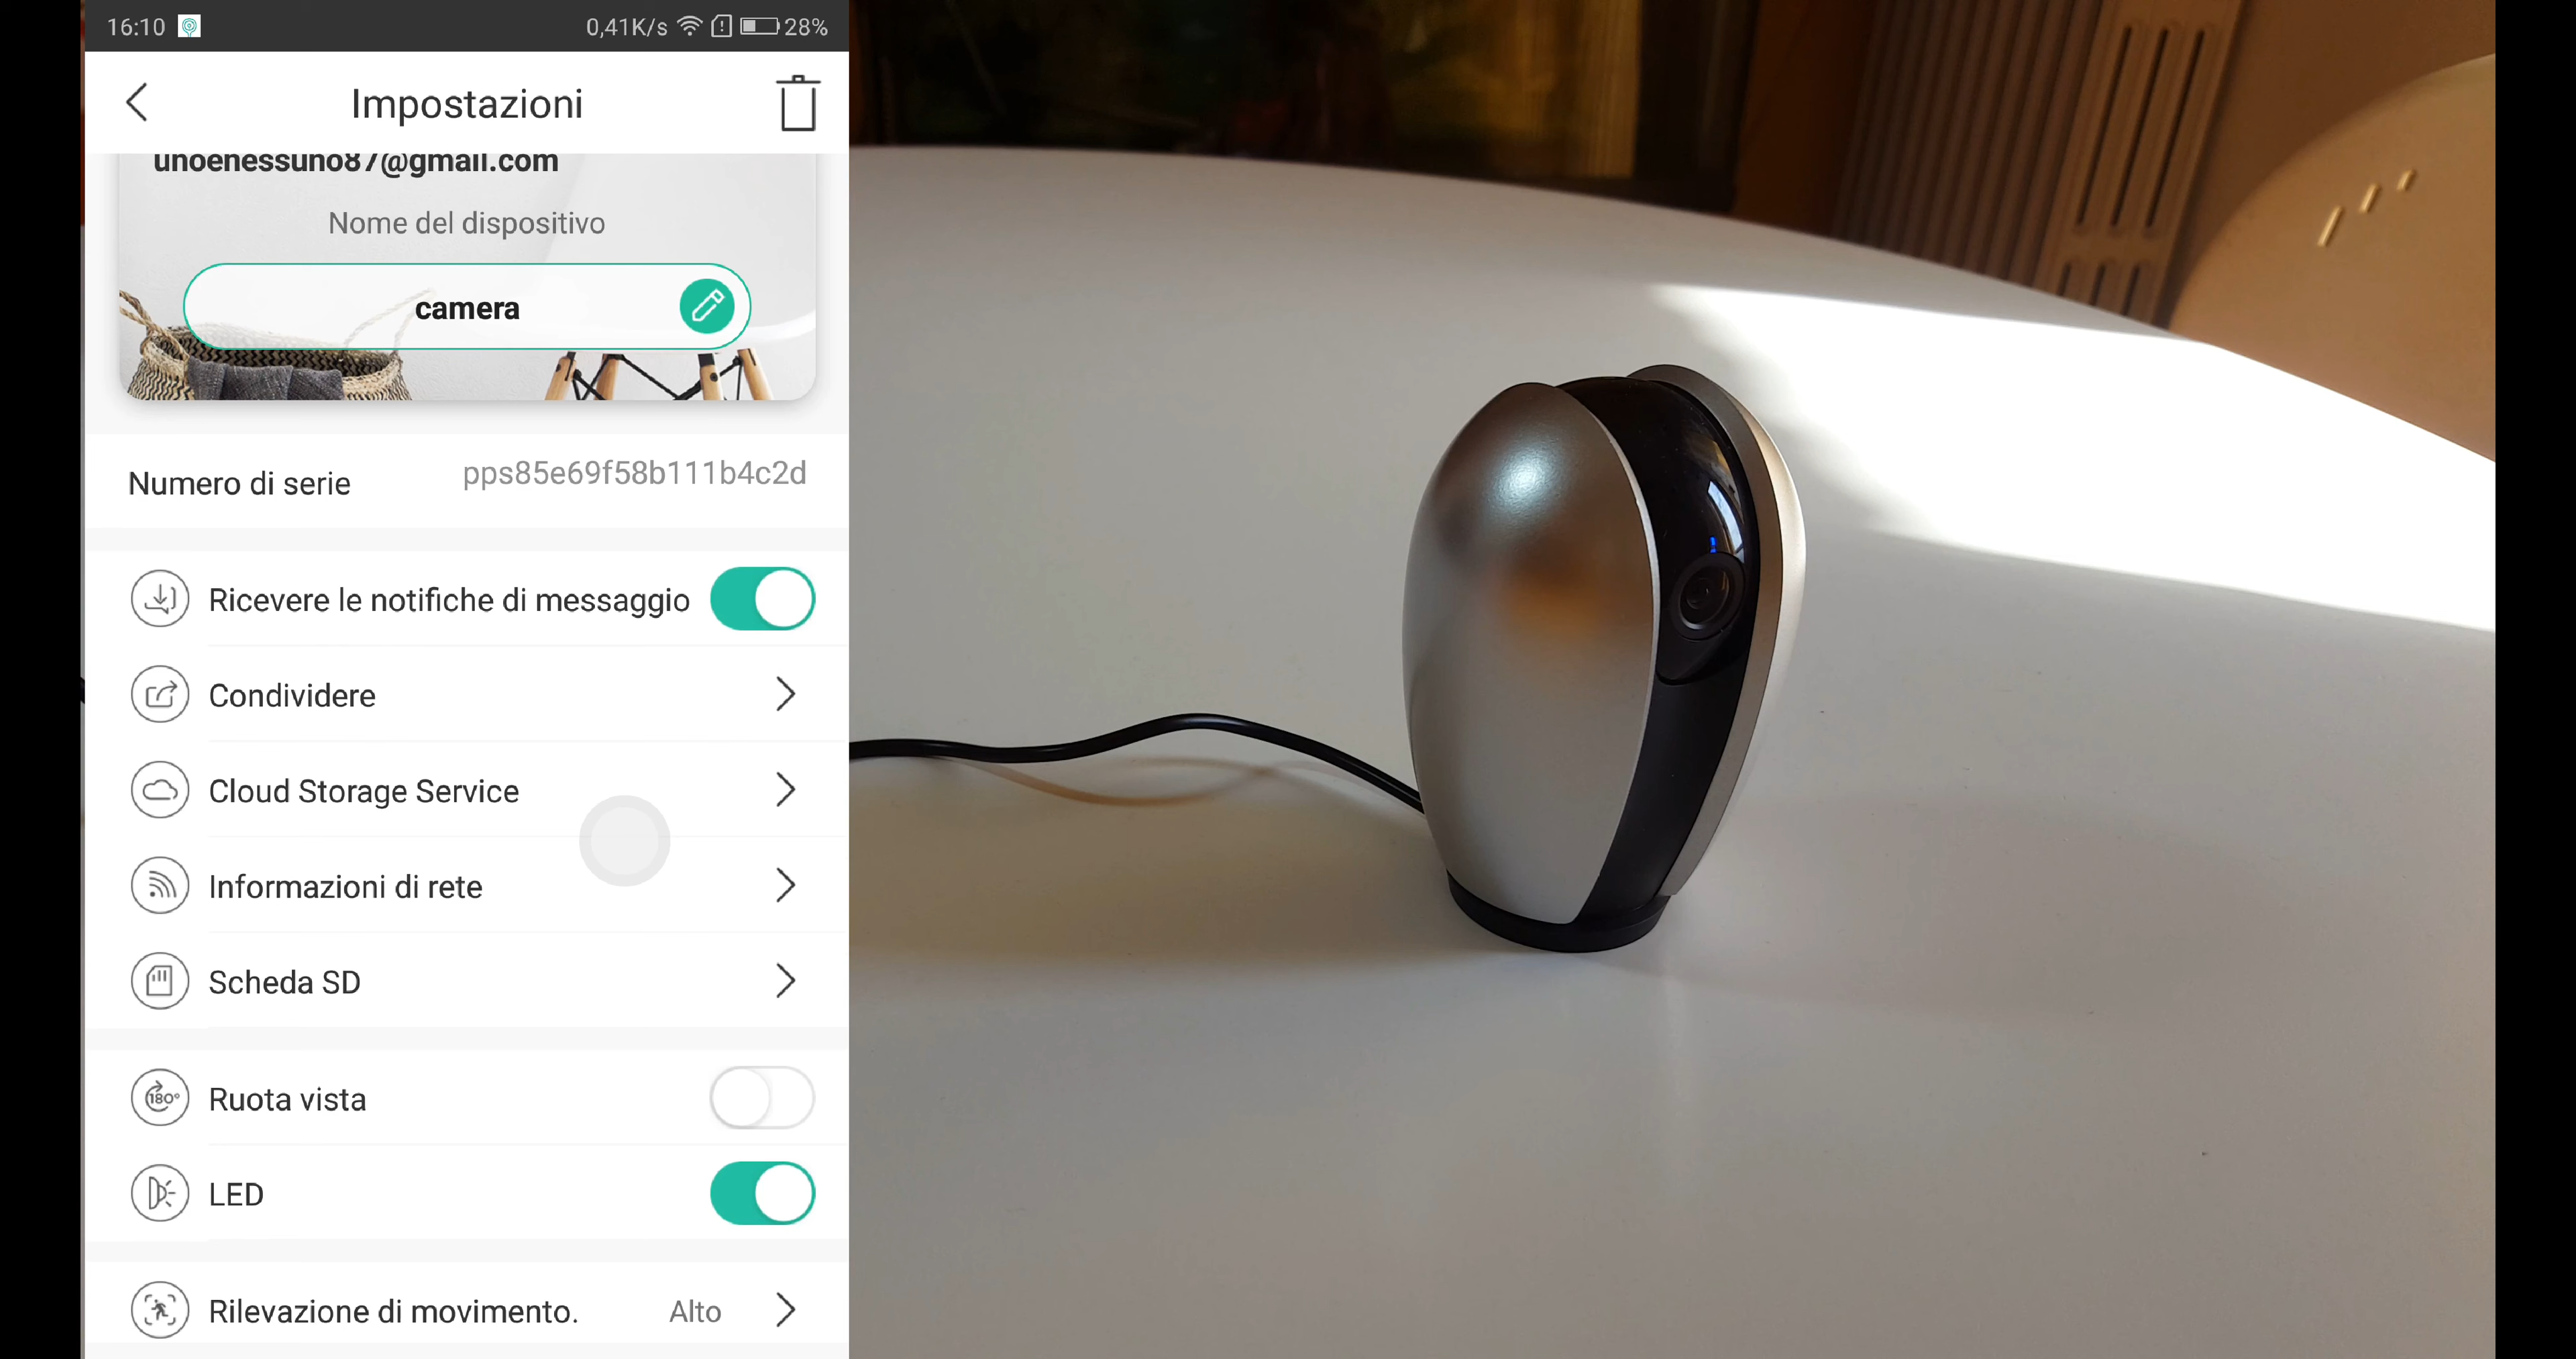 16:10 0,41K/s 28%
Impostazioni
unoenessuno87@gmail.com
Nome del dispositivo
camera
Numero di serie pps85e69f58b111b4c2d
Ricevere le notifiche di messaggio
Condividere
Cloud Storage Service
Informazioni di rete
Scheda SD
180°
Ruota vista
LED
Rilevazione di movimento. Alto